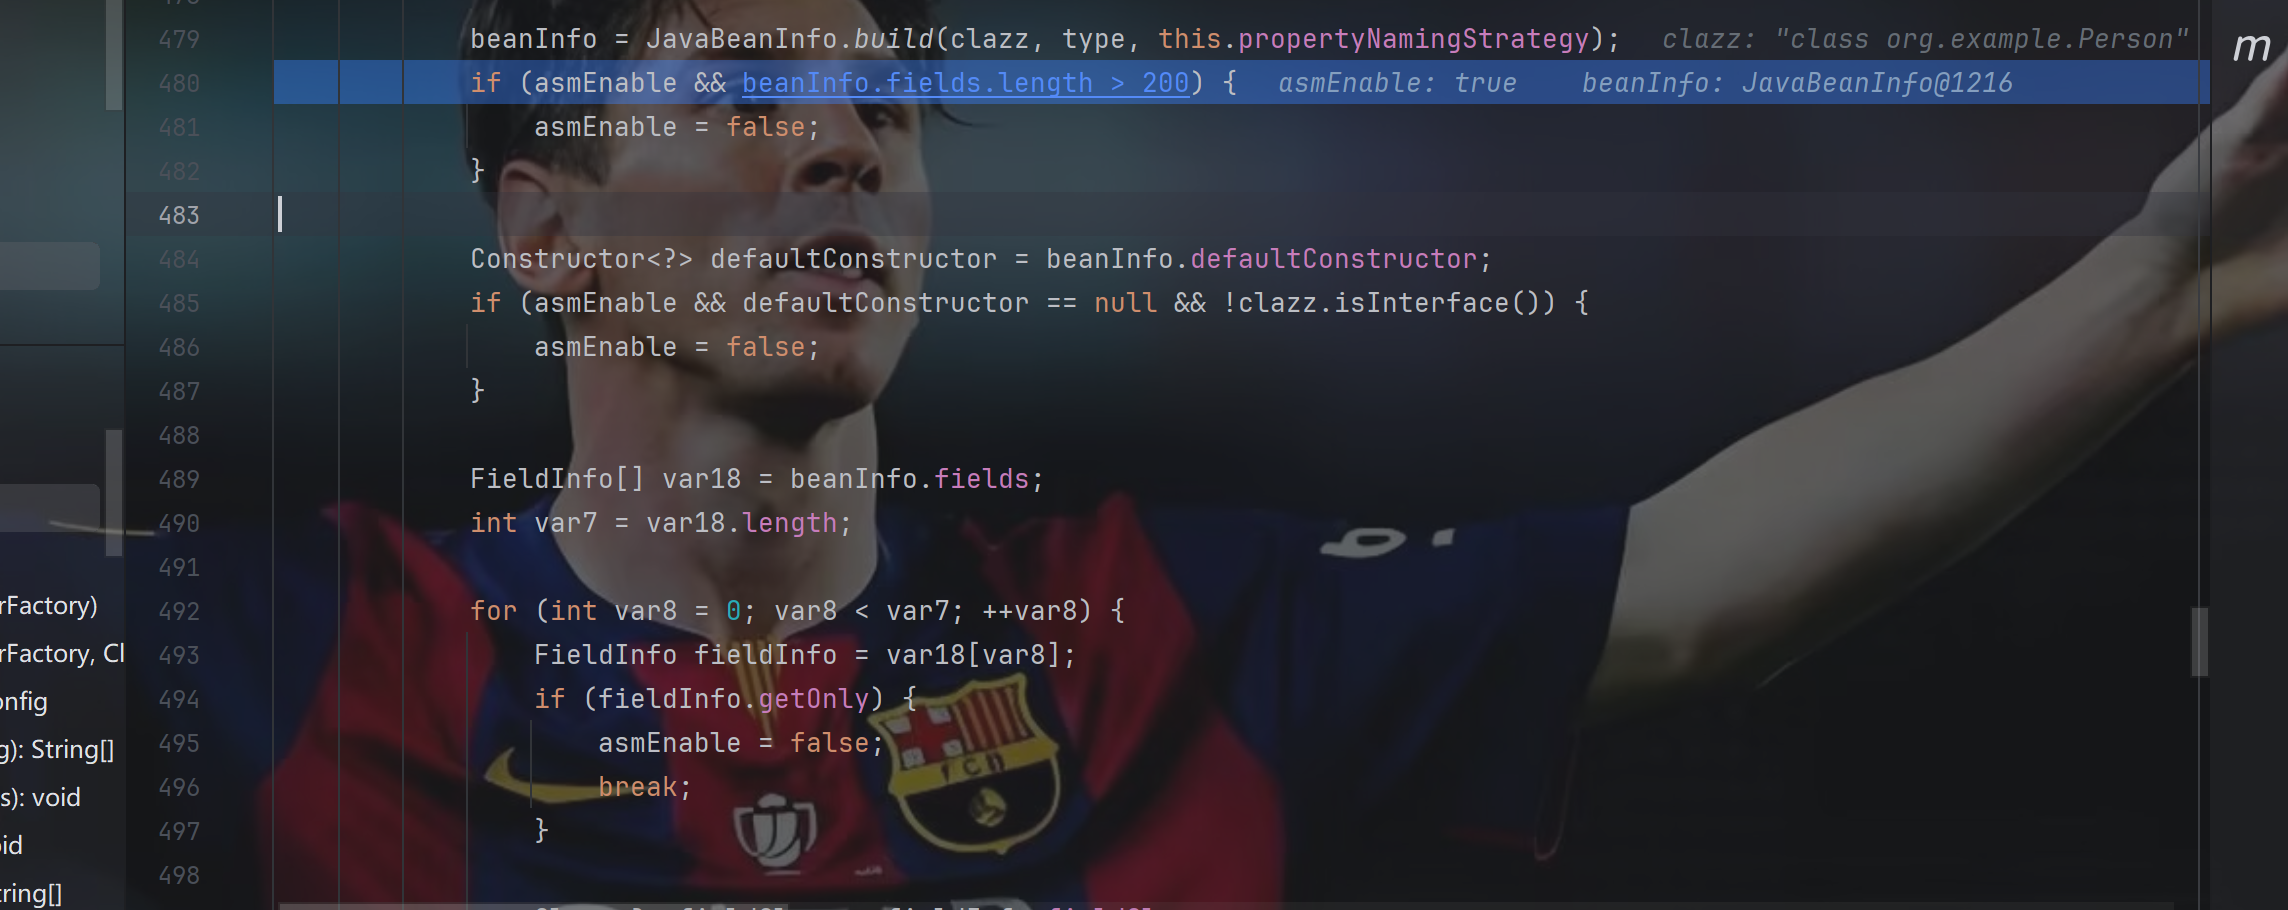 479 beanInfo = JavaBeanInfo.build(clazz, type, this.propertyNamingStrategy); clazz: "class org.example.Person"
m
480 if (asmEnable && beanInfo.fields.length > 200) { asmEnable: true beanInfo: JavaBeanInfo@1216
481 asmEnable = false;
482 }
483
484 Constructor<?> defaultConstructor = beanInfo.defaultConstructor;
485 if (asmEnable && defaultConstructor == null && !clazz.isInterface()) {
486 asmEnable = false;
487 }
488
489 FieldInfo[] var18 = beanInfo.fields;
490 int var7 = var18.length;
491
492 for (int var8 = 0; var8 < var7; ++var8) {
493 FieldInfo fieldInfo = var18[var8];
494 if (fieldInfo.getOnly) {
495 asmEnable = false;
496 break;
497 }
498
rFactory)
rFactory, Cl
onfig
g): String[]
s): void
oid
tring[]
FCB